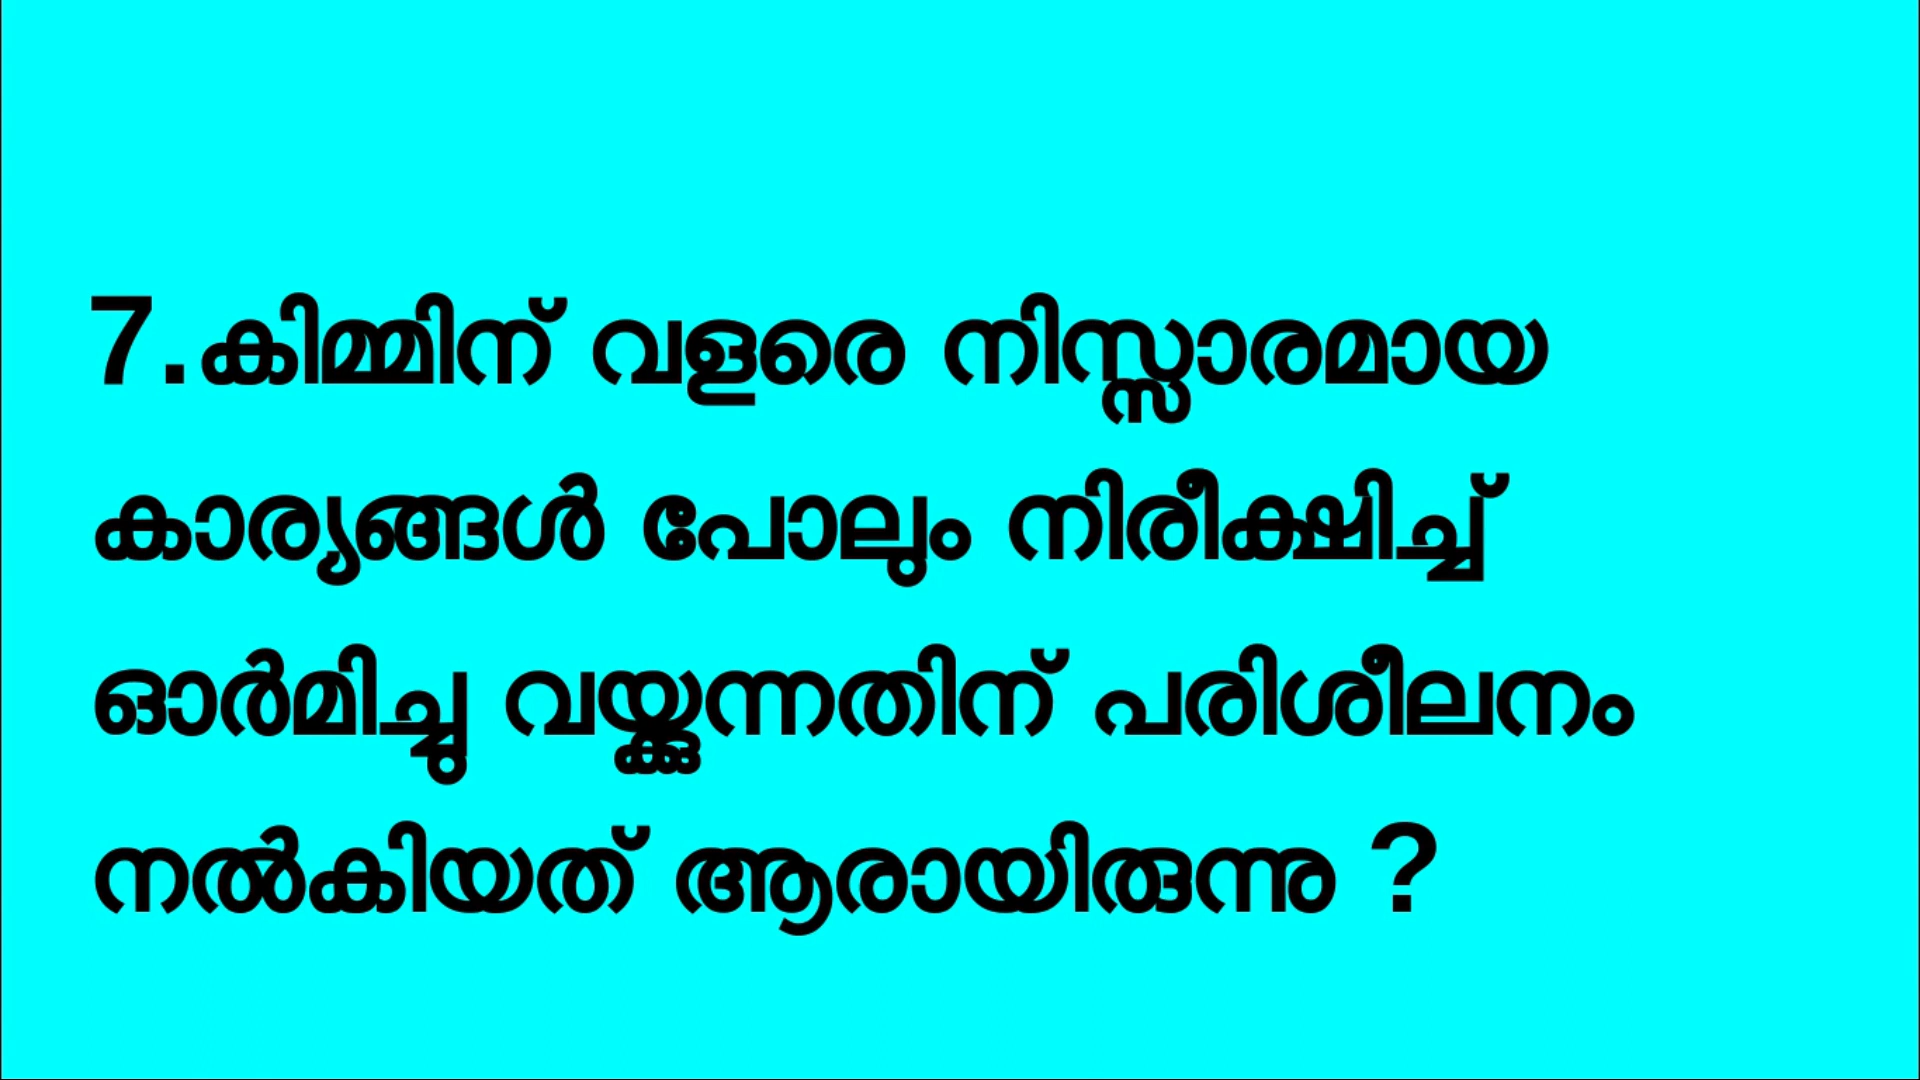 7.കിമ്മിന് വളരെ നിസ്സാരമായ
കാര്യങ്ങൾ പോലും നിരീക്ഷിച്ച്
ഓർമിച്ചു വയ്ക്കുന്നതിന് പരിശീലനം
നൽകിയത് ആരായിരുന്നു ?